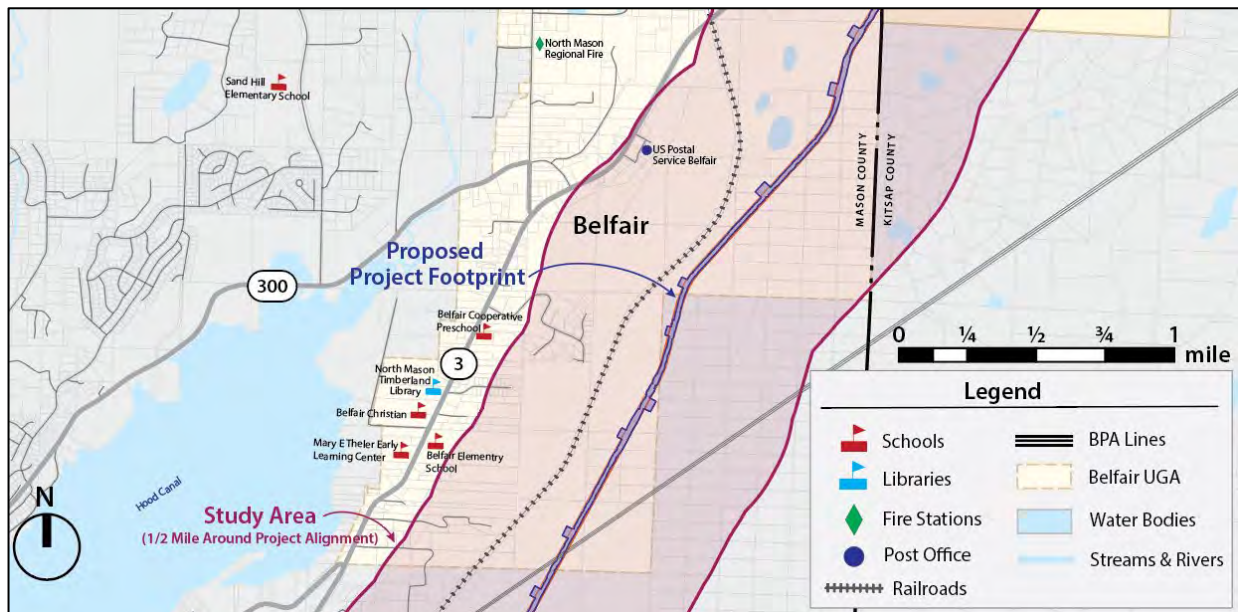 North Mason
Regional Fire
Sand Hill
Elementary School
US Postal
Service Belfair
MASON COUNTY
KITSAP COUNTY
Belfair
Proposed
Project Footprint
300
Belfair Cooperative
Preschool
3
North Mason
Timberland
Library
Belfair Christian
Mary E Theler Early
Learning Center
Belfair Elementry
School
Hood Canal
N
Study Area
(1/2 Mile Around Project Alignment)
0 ¼ ½ ¾ 1
mile
Legend
Schools
Libraries
Fire Stations
Post Office
Railroads
BPA Lines
Belfair UGA
Water Bodies
Streams & Rivers